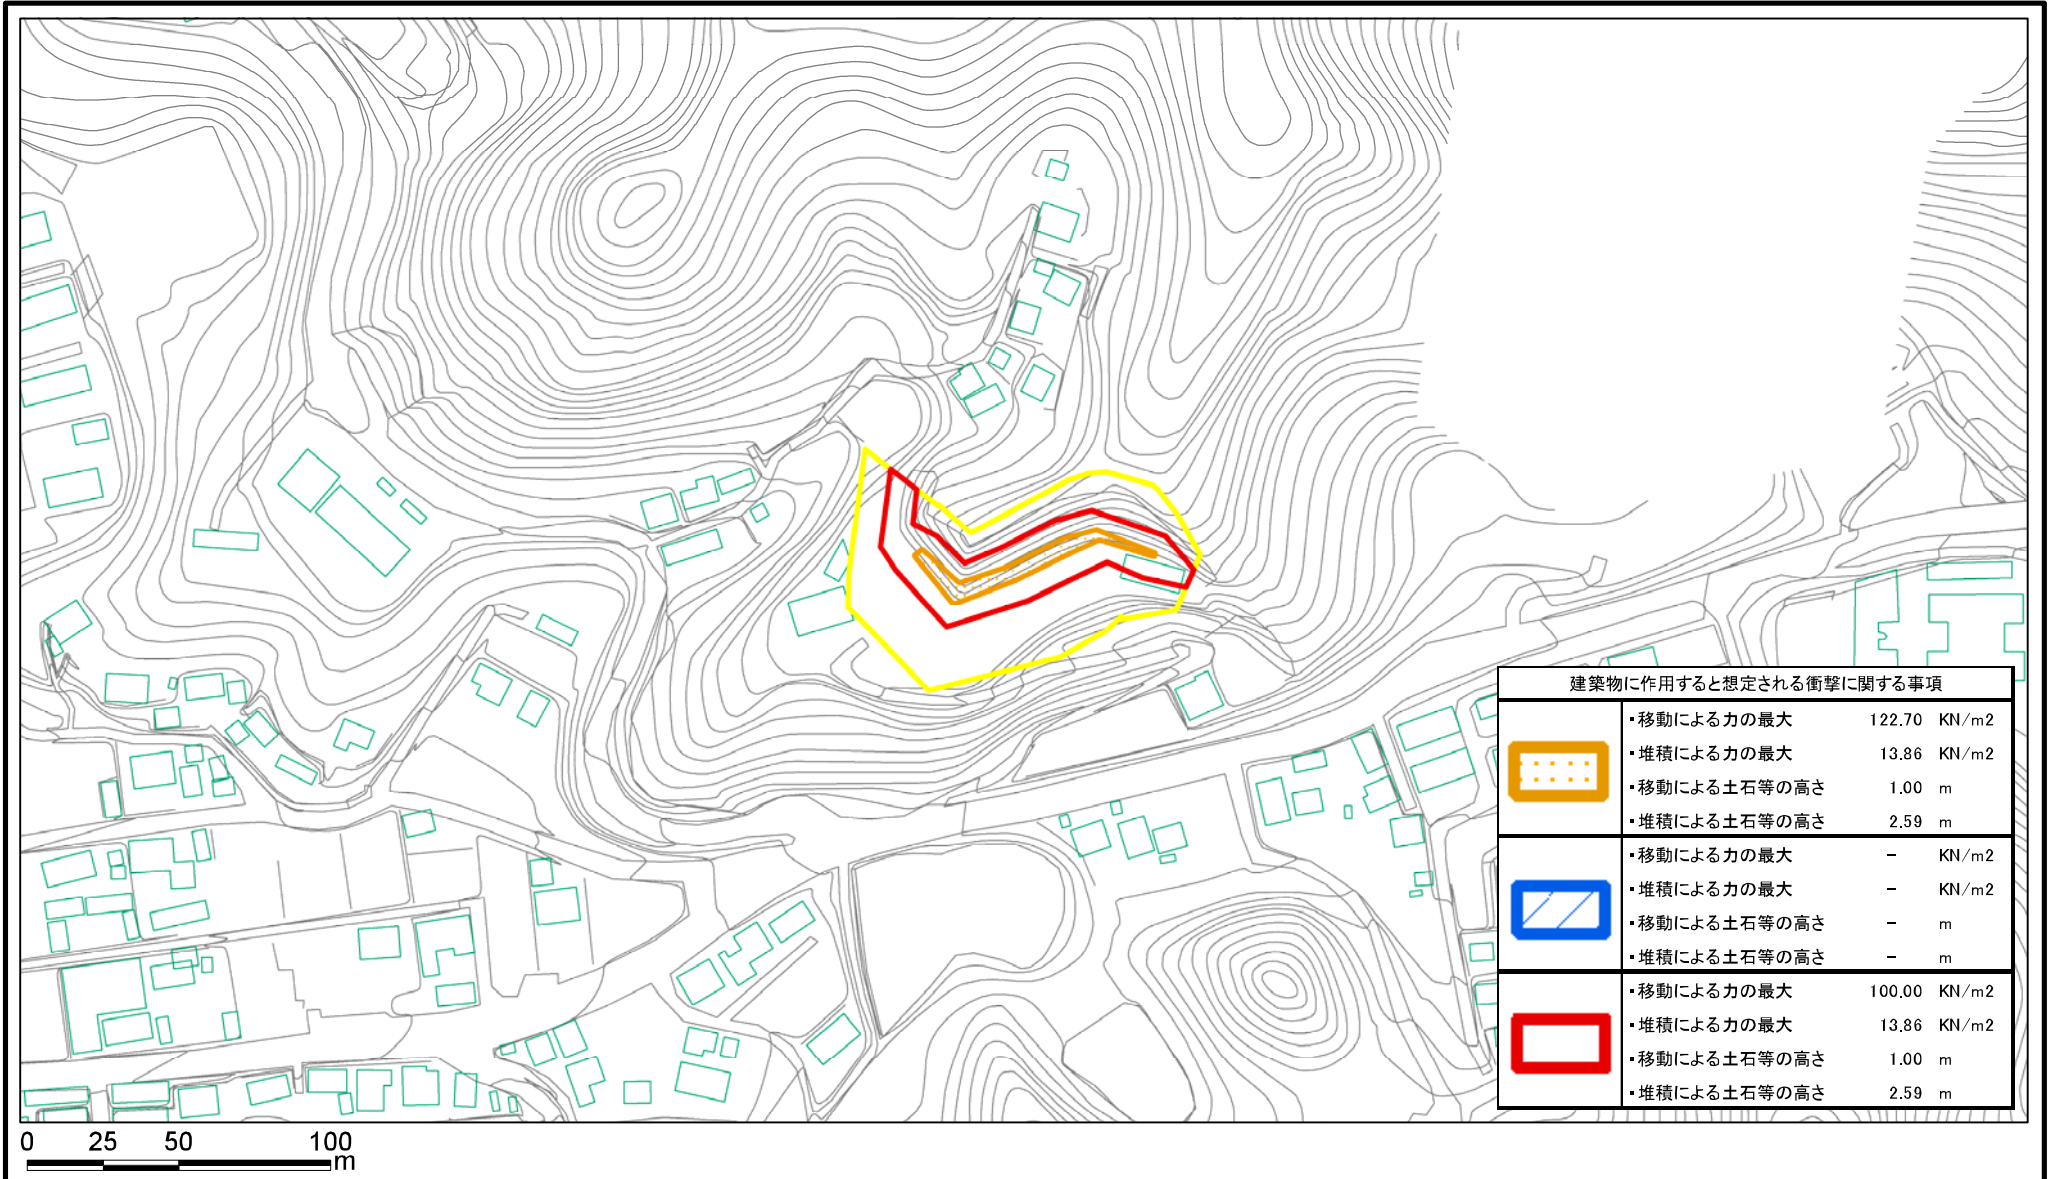 建築物に作用すると想定される衝撃に関する事項
・移動による力の最大 122.70 KN/m2
・堆積による力の最大 13.86 KN/m2
・移動による土石等の高さ 1.00 m
・堆積による土石等の高さ 2.59 m
・移動による力の最大 - KN/m2
・堆積による力の最大 - KN/m2
・移動による土石等の高さ - m
・堆積による土石等の高さ - m
・移動による力の最大 100.00 KN/m2
・堆積による力の最大 13.86 KN/m2
・移動による土石等の高さ 1.00 m
・堆積による土石等の高さ 2.59 m
0 25 50 100
m